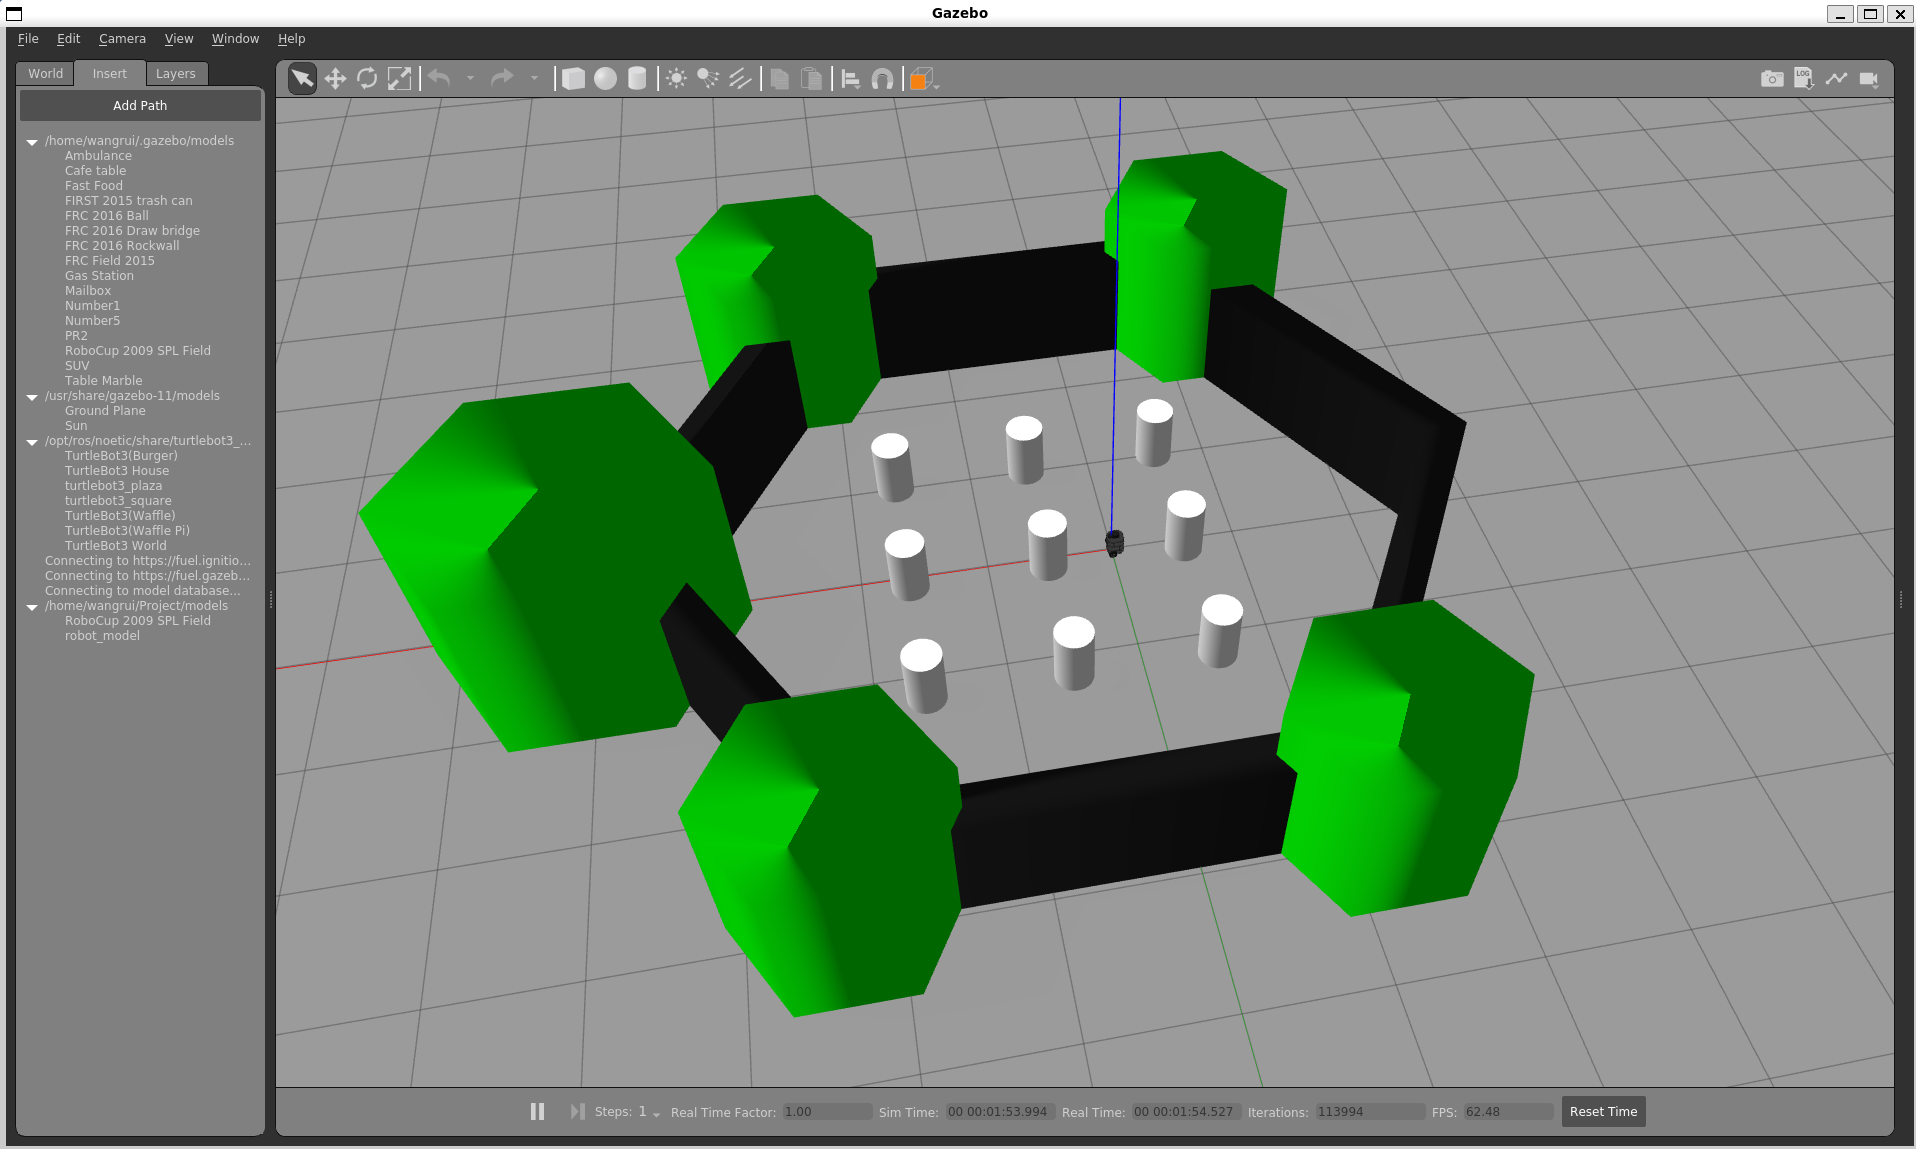 Gazebo
File Edit Camera View Window Help
World Insert Layers
LOG
Add Path
/home/wangrui/.gazebo/models
Ambulance
Cafe table
Fast Food
FIRST 2015 trash can
FRC 2016 Ball
FRC 2016 Draw bridge
FRC 2016 Rockwall
FRC Field 2015
Gas Station
Mailbox
Number1
Number5
PR2
RoboCup 2009 SPL Field
SUV
Table Marble
/usr/share/gazebo-11/models
Ground Plane
Sun
/opt/ros/noetic/share/turtlebot3_...
TurtleBot3(Burger)
TurtleBot3 House
turtlebot3_plaza
turtlebot3_square
TurtleBot3(Waffle)
TurtleBot3(Waffle Pi)
TurtleBot3 World
Connecting to https://fuel.ignitio...
Connecting to https://fuel.gazeb...
Connecting to model database...
/home/wangrui/Project/models
RoboCup 2009 SPL Field
robot_model
Steps: 1 Real Time Factor: 1.00 Sim Time: 00 00:01:53.994 Real Time: 00 00:01:54.527 Iterations: 113994 FPS: 62.48 Reset Time